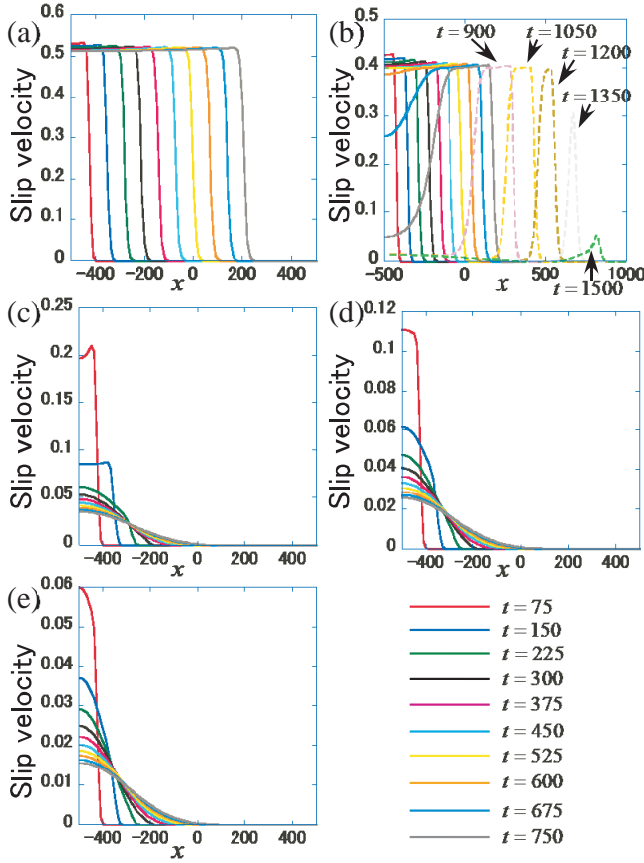 (a)
Slip velocity
0.6
0.5
0.4
0.3
0.2
0.1
0
−400 −200 0 200 400
x
(b)
Slip velocity
0.5
0.4
0.3
0.2
0.1
0
−500 0 500 1000
x
t = 900
t = 1050
t = 1200
t = 1350
t = 1500
(c)
Slip velocity
0.25
0.2
0.15
0.1
0.05
0
−400 −200 0 200 400
x
(d)
Slip velocity
0.12
0.10
0.08
0.06
0.04
0.02
0
−400 −200 0 200 400
x
(e)
Slip velocity
0.06
0.05
0.04
0.03
0.02
0.01
0
−400 −200 0 200 400
x
t = 75
t = 150
t = 225
t = 300
t = 375
t = 450
t = 525
t = 600
t = 675
t = 750